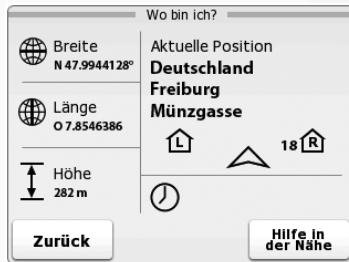 Wo bin ich?
Breite
N 47.9944128°
Länge
O 7.8546386
Höhe
282 m
Aktuelle Position
Deutschland
Freiburg
Münzgasse
L
18 R
Zurück
Hilfe in
der Nähe